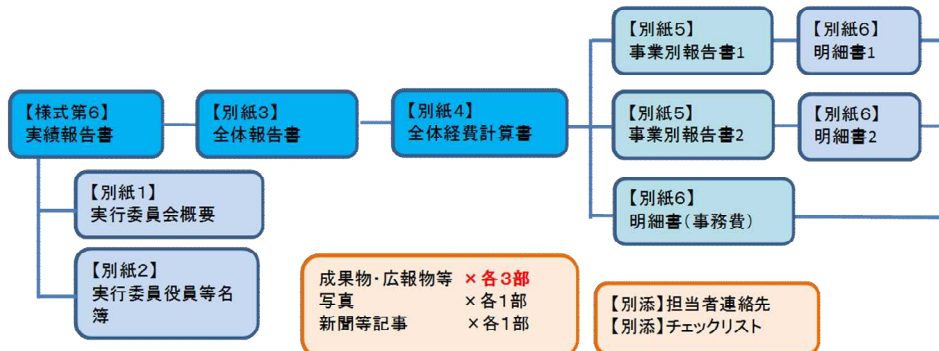 【様式第6】
実績報告書
【別紙3】
全体報告書
【別紙4】
全体経費計算書
【別紙5】
事業別報告書1
【別紙6】
明細書1
【別紙5】
事業別報告書2
【別紙6】
明細書2
【別紙6】
明細書(事務費)
【別紙1】
実行委員会概要
【別紙2】
実行委員役員等名
簿
成果物・広報物等 ×各3部
写真 ×各1部
新聞等記事 ×各1部
【別添】担当者連絡先
【別添】チェックリスト